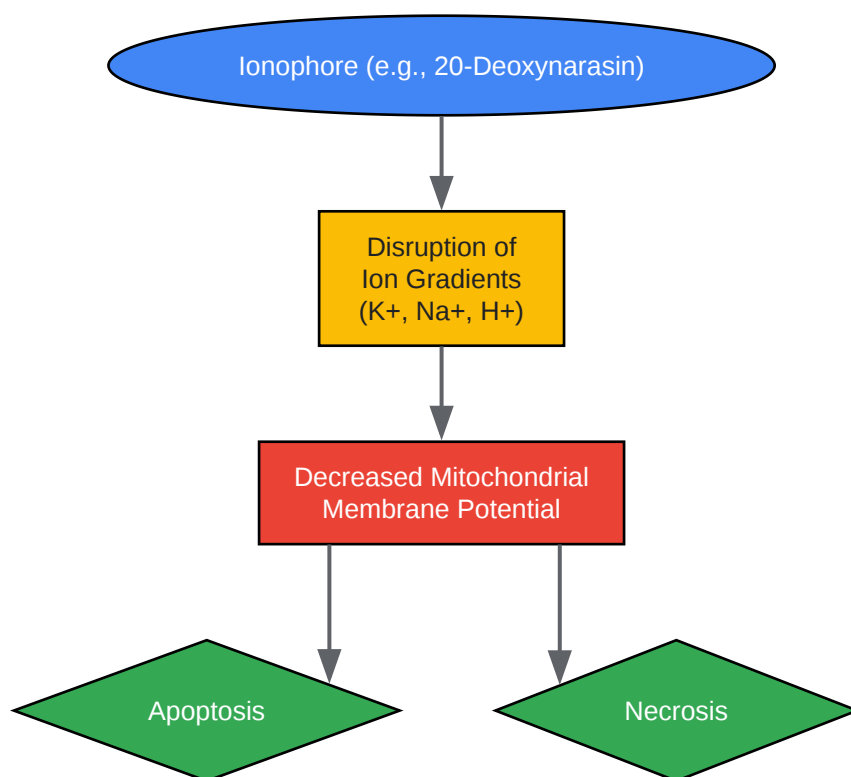 Ionophore (e.g., 20-Deoxynarasin)
Disruption of
Ion Gradients
(K+, Na+, H+)
Decreased Mitochondrial
Membrane Potential
Apoptosis
Necrosis